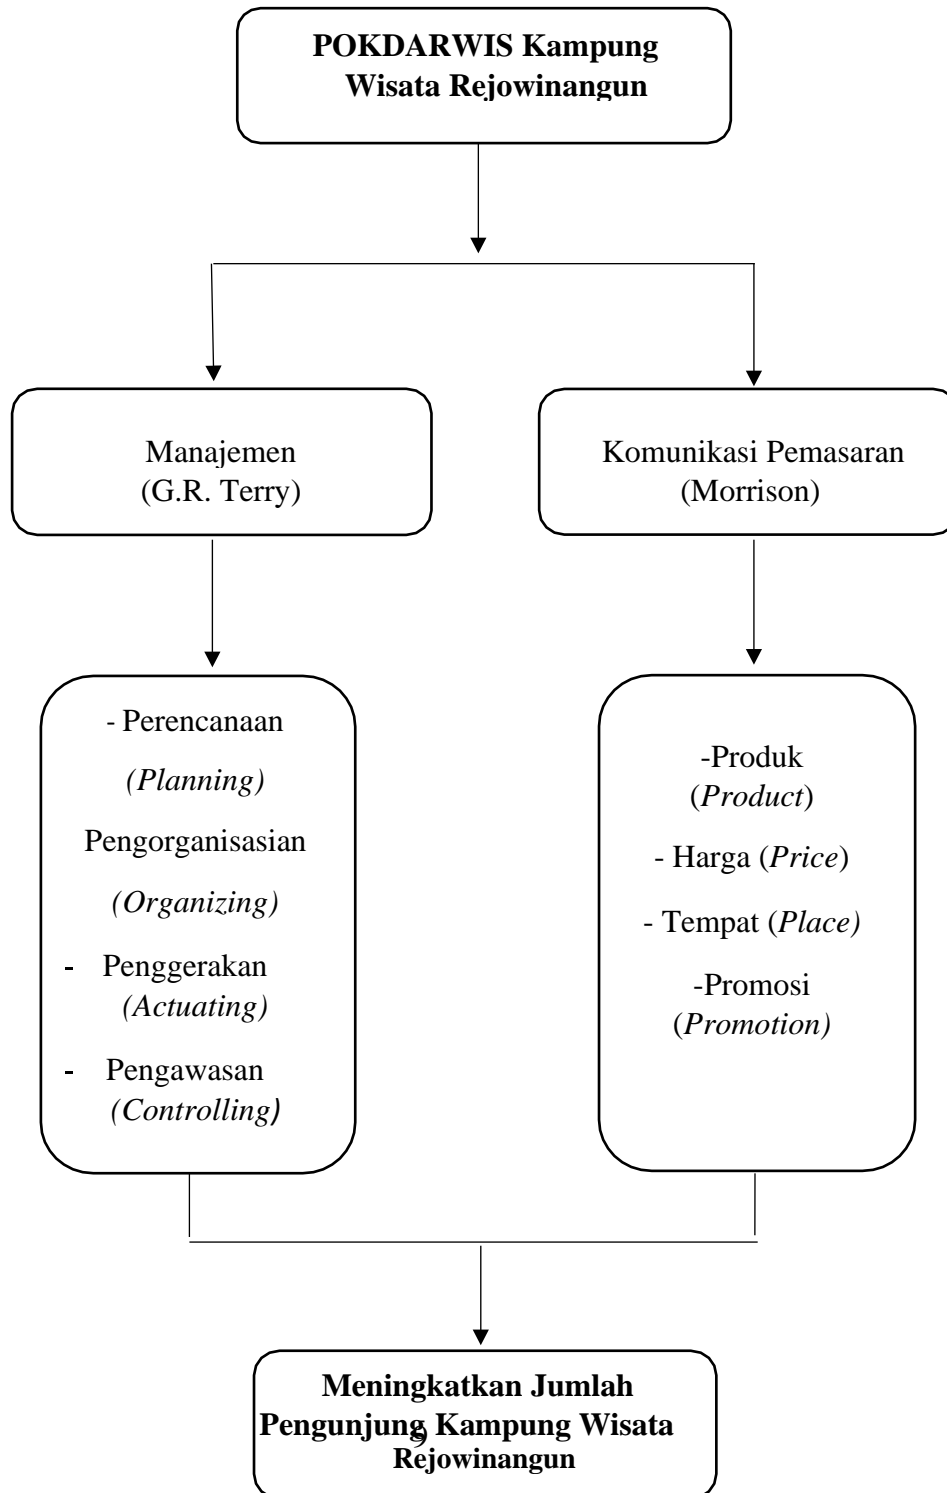 POKDARWIS Kampung
Wisata Rejowinangun
Manajemen
(G.R. Terry)
Komunikasi Pemasaran
(Morrison)
- Perencanaan
(Planning)
Pengorganisasian
(Organizing)
- Penggerakan
(Actuating)
- Pengawasan
(Controlling)
-Produk
(Product)
- Harga (Price)
- Tempat (Place)
-Promosi
(Promotion)
Meningkatkan Jumlah
Pengunjung Kampung Wisata
9
Rejowinangun